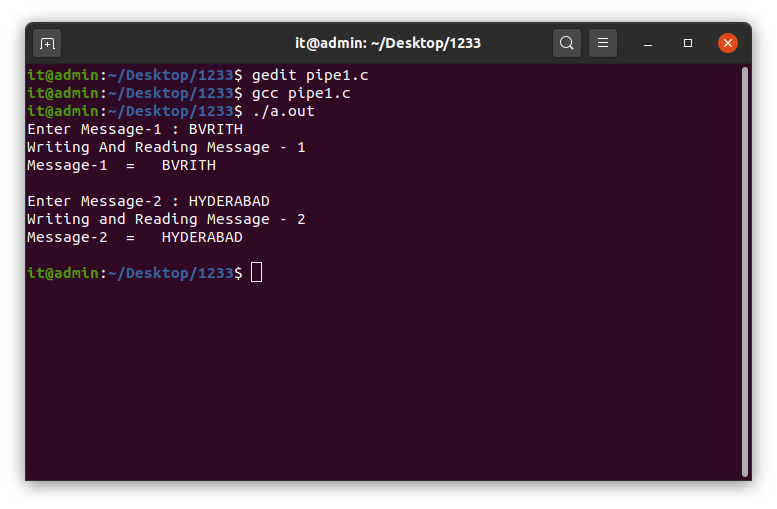 it@admin: ~/Desktop/1233
it@admin:~/Desktop/1233$ gedit pipe1.c
it@admin:~/Desktop/1233$ gcc pipe1.c
it@admin:~/Desktop/1233$ ./a.out
Enter Message-1 : BVRITH
Writing And Reading Message - 1
Message-1  =   BVRITH
Enter Message-2 : HYDERABAD
Writing and Reading Message - 2
Message-2  =   HYDERABAD
it@admin:~/Desktop/1233$